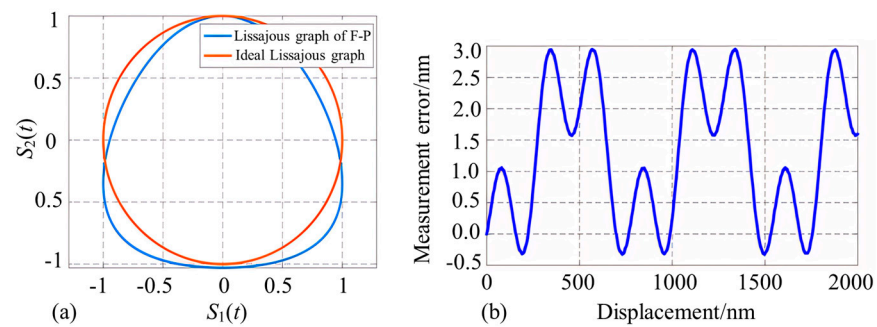 (a)
1
0.5
0
0.5
-1
S2(t)
-1
-0.5
0
0.5
1
S1(t)
Lissajous graph of F-P
Ideal Lissajous graph
(b)
3.0
2.5
2.0
1.5
1.0
0.5
0.0
-0.5
Measurement error/nm
0
500
1000
1500
2000
Displacement/nm